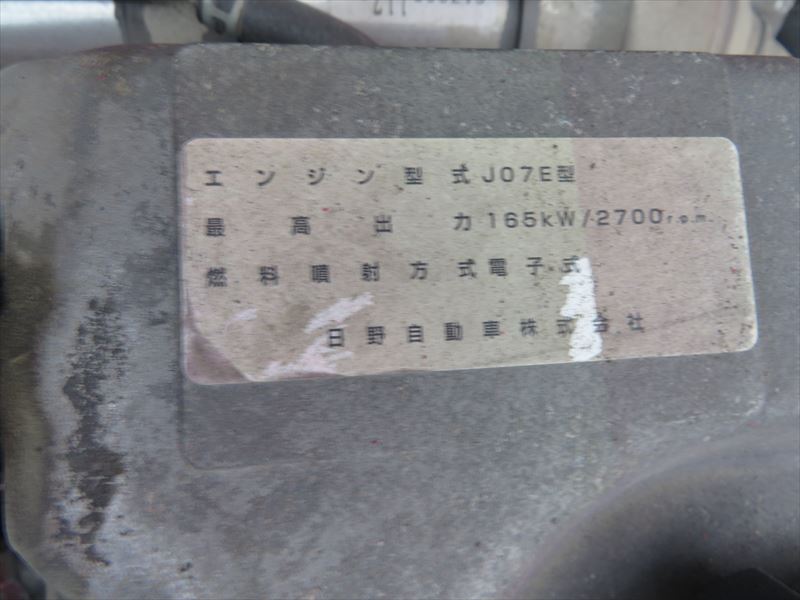 エンジン型式J07E型
最高出力165kW/2700r.p.m.
燃料噴射方式電子式
日野自動車株式会社